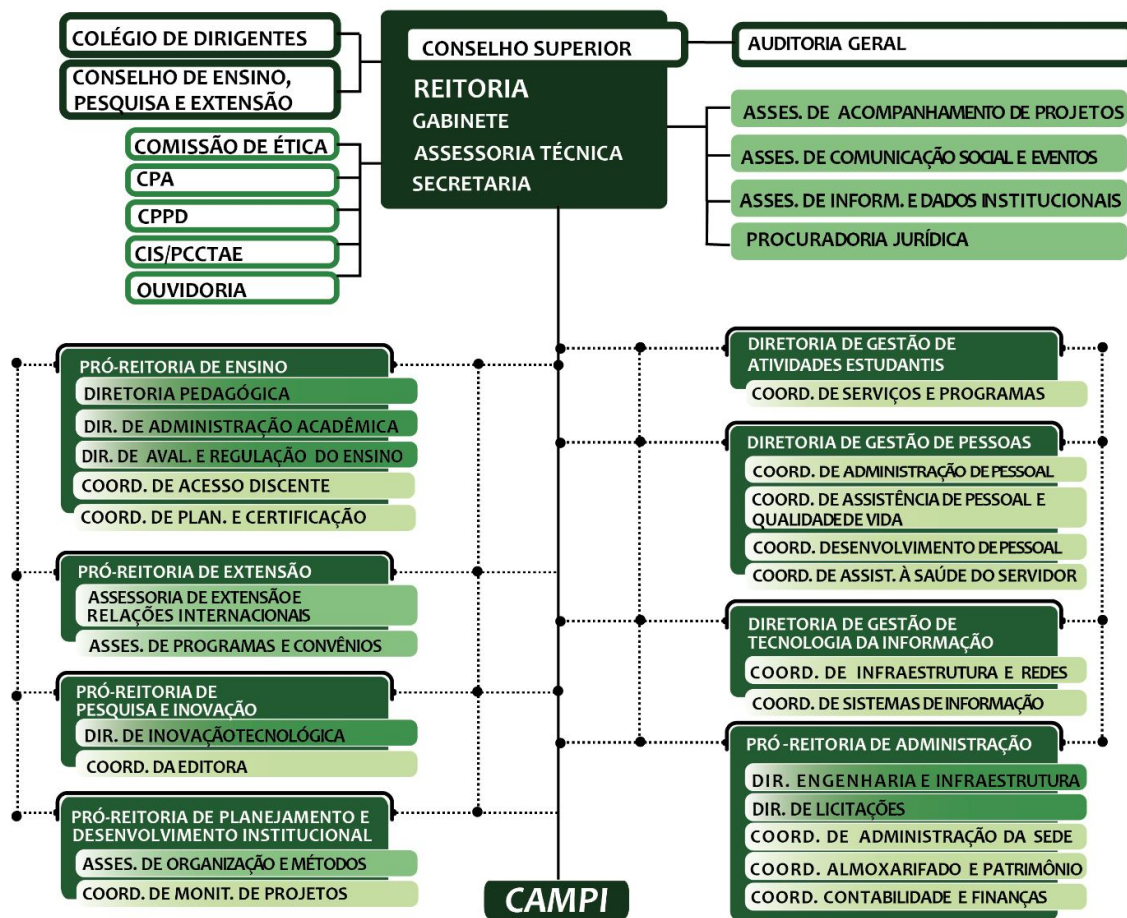 COLÉGIO DE DIRIGENTES
CONSELHO DE ENSINO,
PESQUISA E EXTENSÃO
COMISSÃO DE ÉTICA
CPA
CPPD
CIS/PCCTAE
OUVIDORIA
CONSELHO SUPERIOR
REITORIA
GABINETE
ASSESSORIA TÉCNICA
SECRETARIA
AUDITORIA GERAL
ASSES. DE ACOMPANHAMENTO DE PROJETOS
ASSES. DE COMUNICAÇÃO SOCIAL E EVENTOS
ASSES. DE INFORM. E DADOS INSTITUCIONAIS
PROCURADORIA JURÍDICA
PRÓ-REITORIA DE ENSINO
DIRETORIA PEDAGÓGICA
DIR. DE ADMINISTRAÇÃO ACADÊMICA
DIR. DE AVAL. E REGULAÇÃO DO ENSINO
COORD. DE ACESSO DISCENTE
COORD. DE PLAN. E CERTIFICAÇÃO
PRÓ-REITORIA DE EXTENSÃO
ASSESSORIA DE EXTENSÃO E
RELAÇÕES INTERNACIONAIS
ASSES. DE PROGRAMAS E CONVÊNIOS
PRÓ-REITORIA DE
PESQUISA E INOVAÇÃO
DIR. DE INOVAÇÃO TECNOLÓGICA
COORD. DA EDITORA
PRÓ-REITORIA DE PLANEJAMENTO E
DESENVOLVIMENTO INSTITUCIONAL
ASSES. DE ORGANIZAÇÃO E MÉTODOS
COORD. DE MONIT. DE PROJETOS
DIRETORIA DE GESTÃO DE
ATIVIDADES ESTUDANTIS
COORD. DE SERVIÇOS E PROGRAMAS
DIRETORIA DE GESTÃO DE PESSOAS
COORD. DE ADMINISTRAÇÃO DE PESSOAL
COORD. DE ASSISTÊNCIA DE PESSOAL E
QUALIDADE DE VIDA
COORD. DESENVOLVIMENTO DE PESSOAL
COORD. DE ASSIST. À SAÚDE DO SERVIDOR
DIRETORIA DE GESTÃO DE
TECNOLOGIA DA INFORMAÇÃO
COORD. DE INFRAESTRUTURA E REDES
COORD. DE SISTEMAS DE INFORMAÇÃO
PRÓ-REITORIA DE ADMINISTRAÇÃO
DIR. ENGENHARIA E INFRAESTRUTURA
DIR. DE LICITAÇÕES
COORD. DE ADMINISTRAÇÃO DA SEDE
COORD. ALMOXARIFADO E PATRIMÔNIO
COORD. CONTABILIDADE E FINANÇAS
CAMPI